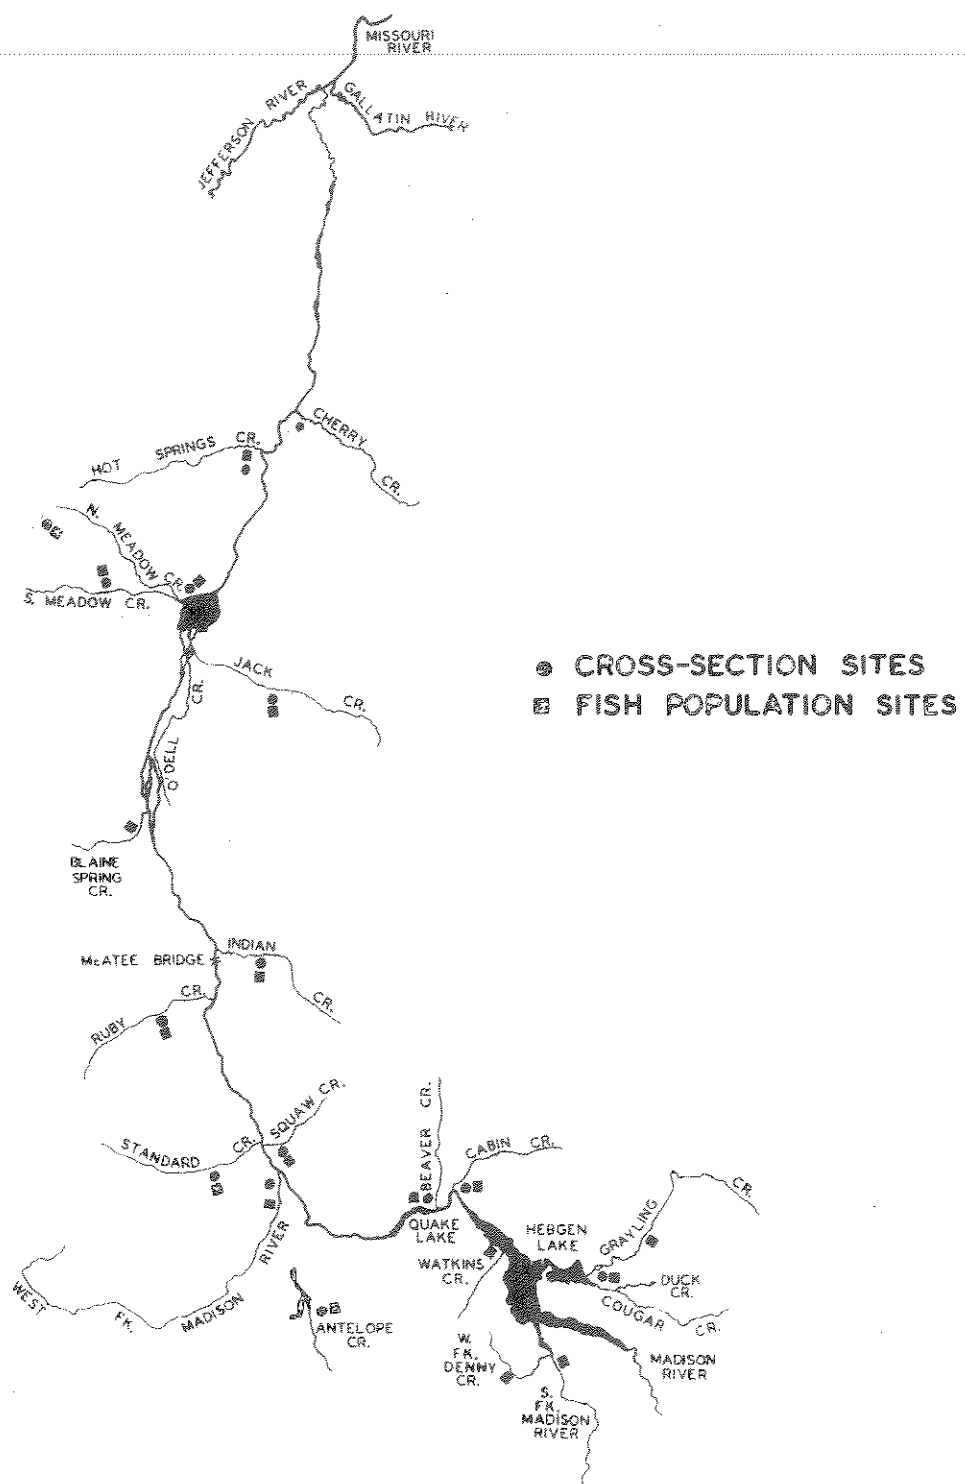 MISSOURI
RIVER
JEFFERSON RIVER
GALLATIN RIVER
CHERRY CR.
HOT SPRINGS CR.
N. MEADOW CR.
S. MEADOW CR.
JACK CR.
● CROSS-SECTION SITES
FISH POPULATION SITES
O'DELL CR.
BLAINE
SPRING
CR.
INDIAN CR.
McATEE BRIDGE
RUBY CR.
SQUAW CR.
STANDARD CR.
BEAVER CR.
CABIN CR.
QUAKE
LAKE
HEBGEN
LAKE
GRAYLING CR.
WATKINS
CR.
DUCK
CR.
COUGAR CR.
WEST FK. MADISON RIVER
ANTELOPE
CR.
W.
FK.
DENNY
CR.
MADISON
RIVER
S.
FK.
MADISON
RIVER